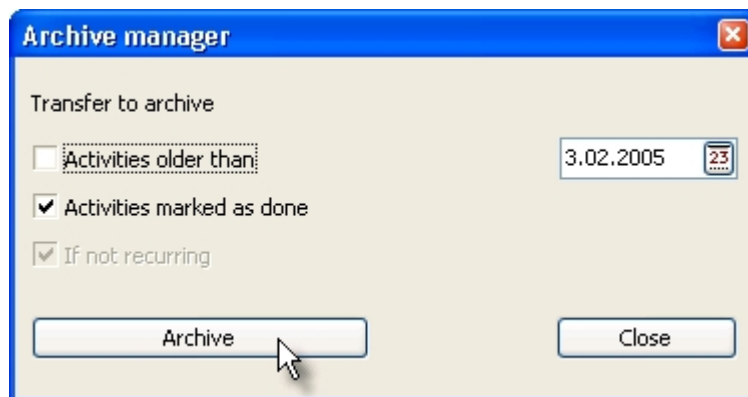 Archive manager
Transfer to archive
Activities older than 3.02.2005 23
Activities marked as done
If not recurring
Archive Close